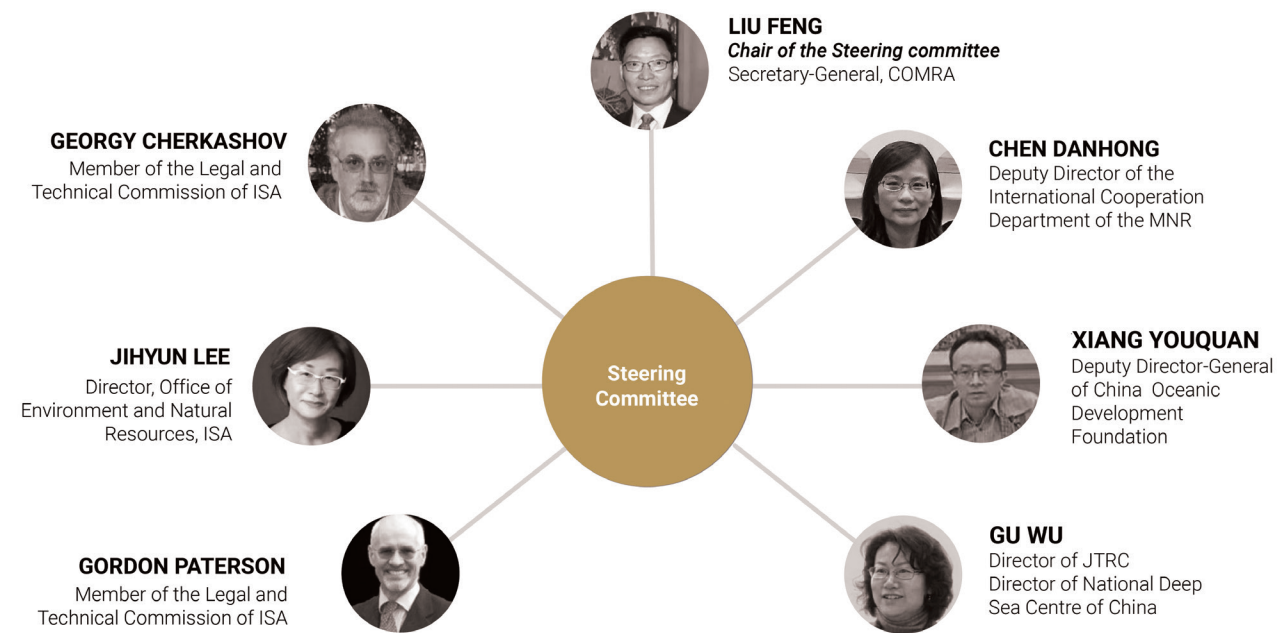 LIU FENG
Chair of the Steering committee
Secretary-General, COMRA
GEORGY CHERKASHOV
Member of the Legal and
Technical Commission of ISA
CHEN DANHONG
Deputy Director of the
International Cooperation
Department of the MNR
JIHYUN LEE
Director, Office of
Environment and Natural
Resources, ISA
Steering
Committee
XIANG YOUQUAN
Deputy Director-General
of China Oceanic
Development
Foundation
GORDON PATERSON
Member of the Legal and
Technical Commission of ISA
GU WU
Director of JTRC
Director of National Deep
Sea Centre of China